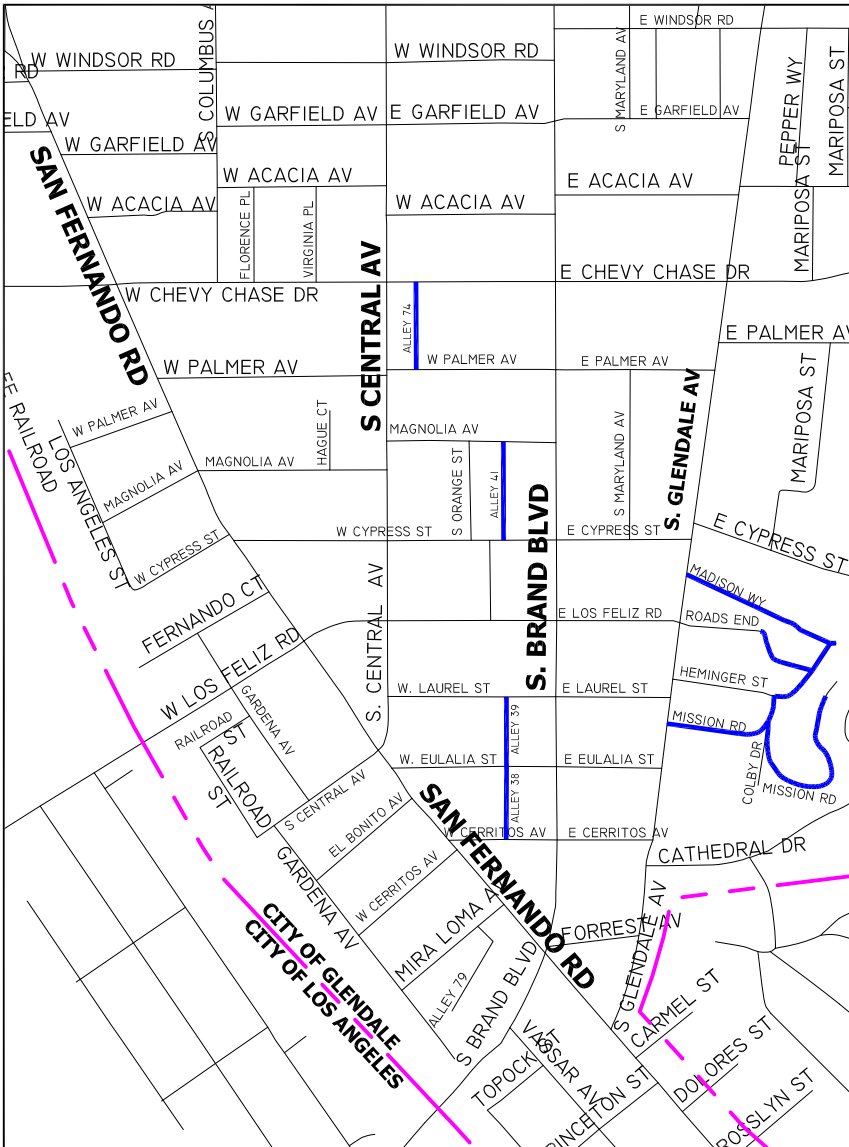 E WINDSOR RD
S COLUMBUS A
W WINDSOR RD
W WINDSOR RD
RD
S MARYLAND AV
PEPPER WY
MARIPOSA ST
W GARFIELD AV
E GARFIELD AV
E GARFIELD AV
ELD AV
W GARFIELD AV
MARIPOSA ST
SAN FERNANDO RD
W ACACIA AV
E ACACIA AV
W ACACIA AV
W ACACIA AV
FLORENCE PL
VIRGINIA PL
S CENTRAL AV
E CHEVY CHASE DR
W CHEVY CHASE DR
ALLEY 74
E PALMER AV
W PALMER AV
W PALMER AV
E PALMER AV
EE RAILROAD
MARIPOSA ST
S. GLENDALE AV
W PALMER AV
HAGUE CT
MAGNOLIA AV
S MARYLAND AV
LOS ANGELES ST
MAGNOLIA AV
MAGNOLIA AV
S ORANGE ST
ALLEY 41
S. BRAND BLVD
W CYPRESS ST
E CYPRESS ST
E CYPRESS ST
W CYPRESS ST
S. CENTRAL AV
MADISON WY
FERNANDO CT
E LOS FELIZ RD
ROADS END
W LOS FELIZ RD
HEMINGER ST
W. LAUREL ST
E LAUREL ST
GARDENA AV
RAILROAD ST
ALLEY 39
MISSION RD
RAILROAD ST
W. EULALIA ST
E EULALIA ST
COLBY DR
MISSION RD
S CENTRAL AV
ALLEY 38
EL BONITO AV
SAN FERNANDO RD
W CERRITOS AV
E CERRITOS AV
CATHEDRAL DR
GARDENA AV
W CERRITOS AV
S GLENDALE AV
MIRA LOMA A
FORREST AV
CITY OF GLENDALE
CITY OF LOS ANGELES
ALLEY 79
S BRAND BLVD
CARMEL ST
VASSAR AV
TOPOCK ST
DOLORES ST
RINCETON ST
ROSSLYN ST